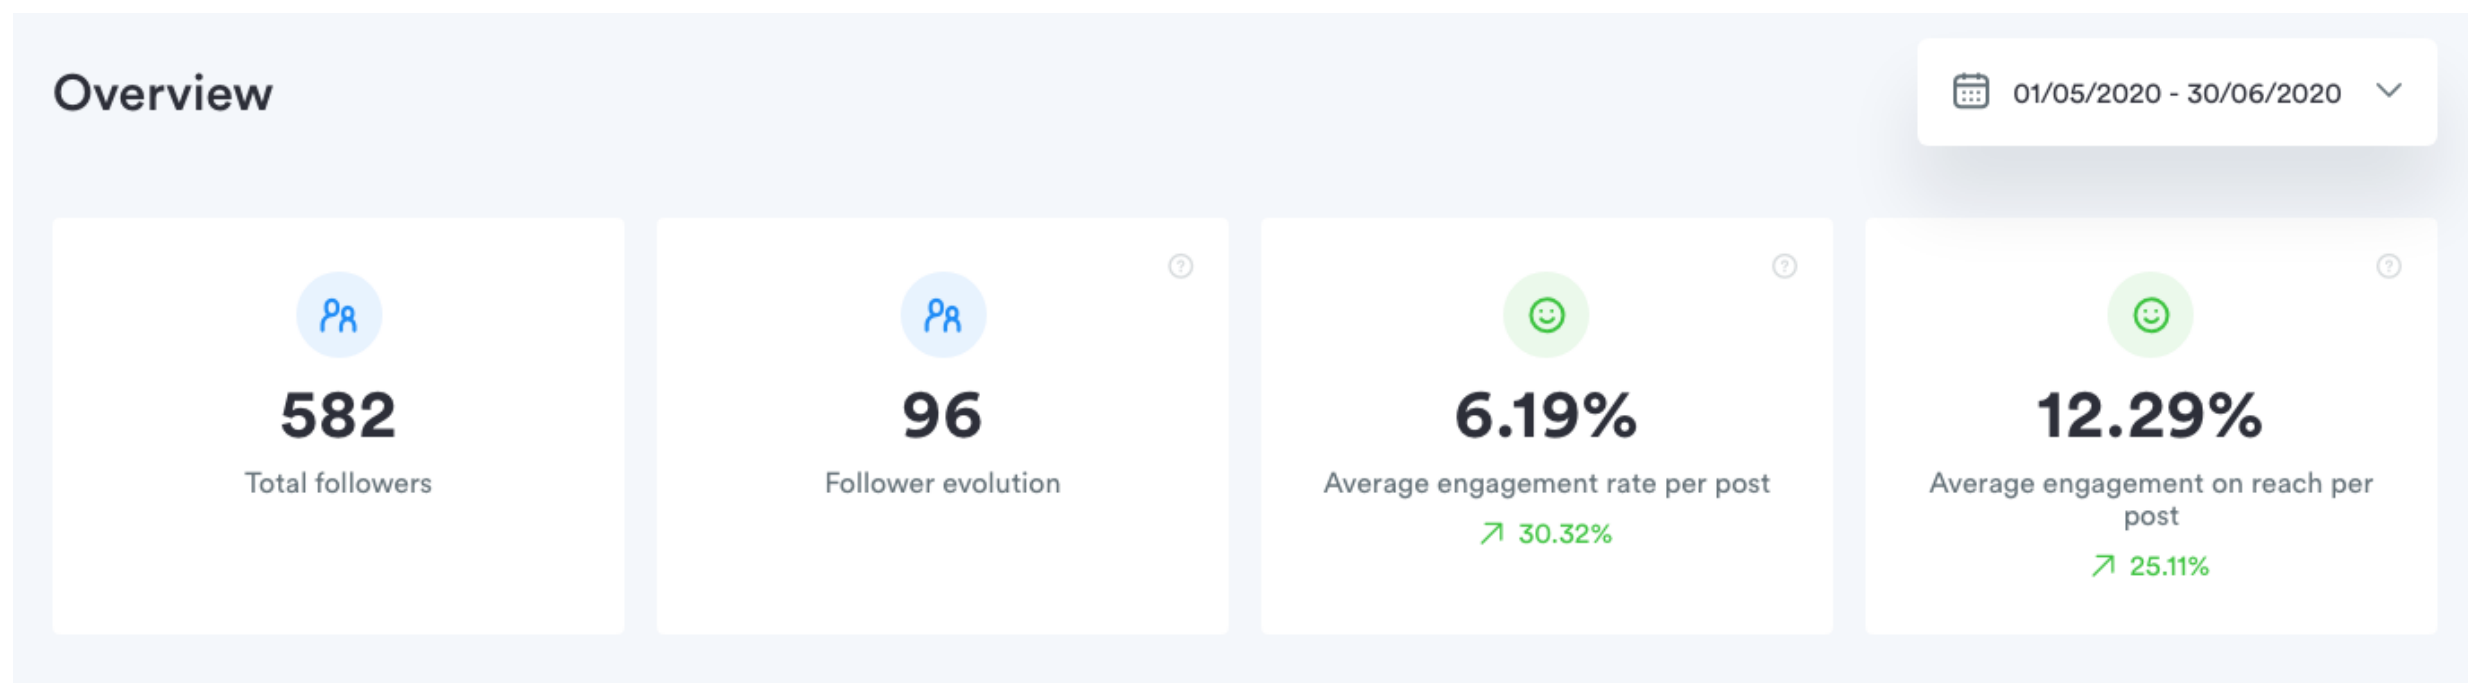 Overview
01/05/2020 - 30/06/2020
582
Total followers
96
Follower evolution
6.19%
Average engagement rate per post
30.32%
12.29%
Average engagement on reach per
post
25.11%